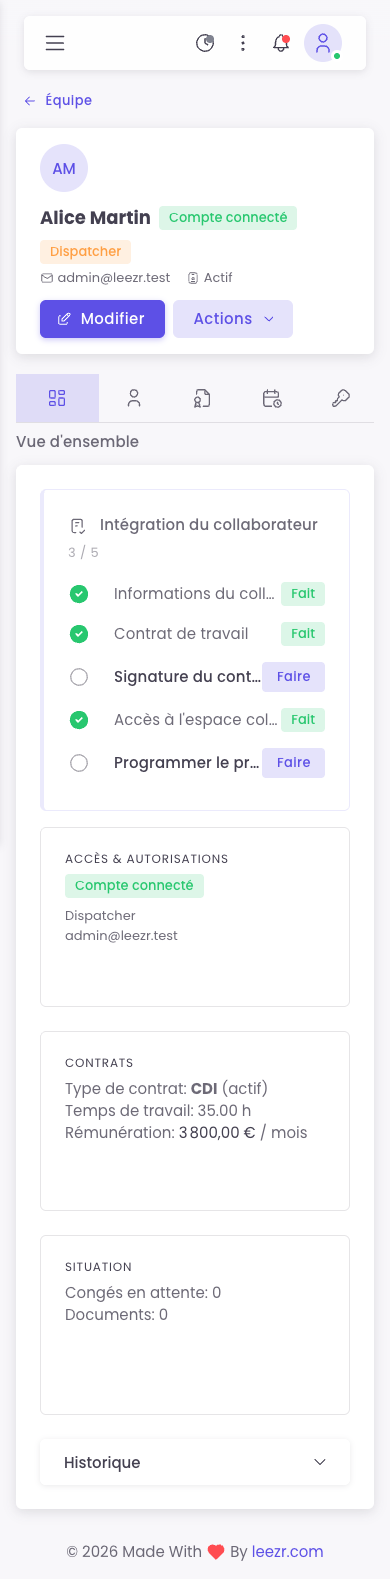 Équipe
AM
Alice Martin Compte connecté
Dispatcher
admin@leezr.test Actif
Modifier Actions
Vue d'ensemble
Intégration du collaborateur
3 / 5
Informations du coll... Fait
Contrat de travail Fait
Signature du cont... Faire
Accès à l'espace col... Fait
Programmer le pr... Faire
ACCÈS & AUTORISATIONS
Compte connecté
Dispatcher
admin@leezr.test
CONTRATS
Type de contrat: CDI (actif)
Temps de travail: 35.00 h
Rémunération: 3 800,00 € / mois
SITUATION
Congés en attente: 0
Documents: 0
Historique
© 2026 Made With By leezr.com